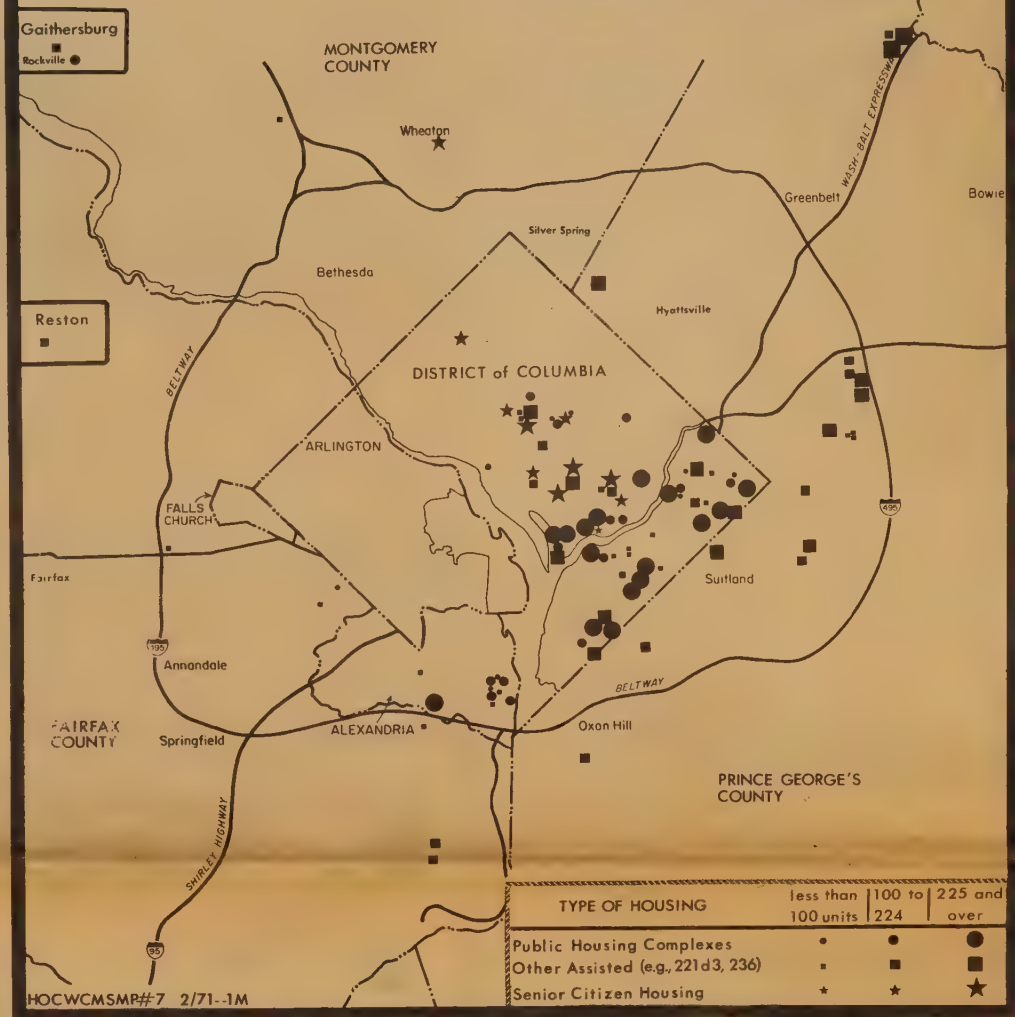 Gaithersburg
Rockville
MONTGOMERY
COUNTY
Wheaton
WASH-BALT EXPRESSWAY
Greenbelt
Bowie
Silver Spring
Bethesda
Hyattsville
Reston
BELTWAY
DISTRICT of COLUMBIA
ARLINGTON
FALLS
CHURCH
495
Fairfax
Suitland
195
Annandale
BELTWAY
FAIRFAX
COUNTY
Springfield
ALEXANDRIA
Oxon Hill
PRINCE GEORGE'S
COUNTY
SHIRLEY HIGHWAY
95
TYPE OF HOUSING less than 100 units 100 to 224 225 and over
Public Housing Complexes
Other Assisted (e.g., 221d3, 236)
Senior Citizen Housing
HOCWCMSMP#7 2/71--1M